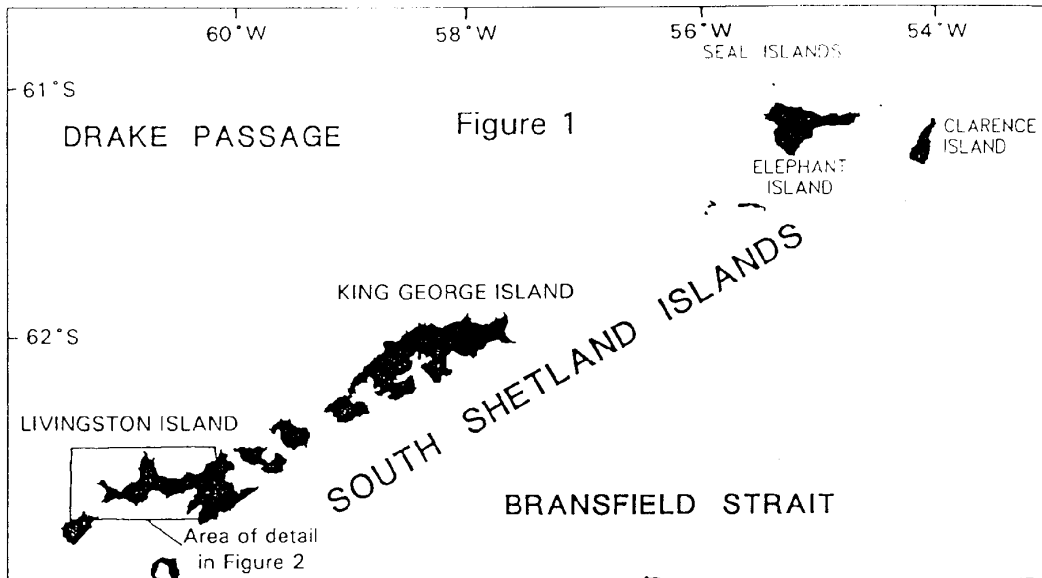 60°W 58°W 56°W 54°W
SEAL ISLANDS
61°S
DRAKE PASSAGE
Figure 1
CLARENCE
ISLAND
ELEPHANT
ISLAND
SOUTH SHETLAND ISLANDS
KING GEORGE ISLAND
62°S
LIVINGSTON ISLAND
BRANSFIELD STRAIT
Area of detail
in Figure 2